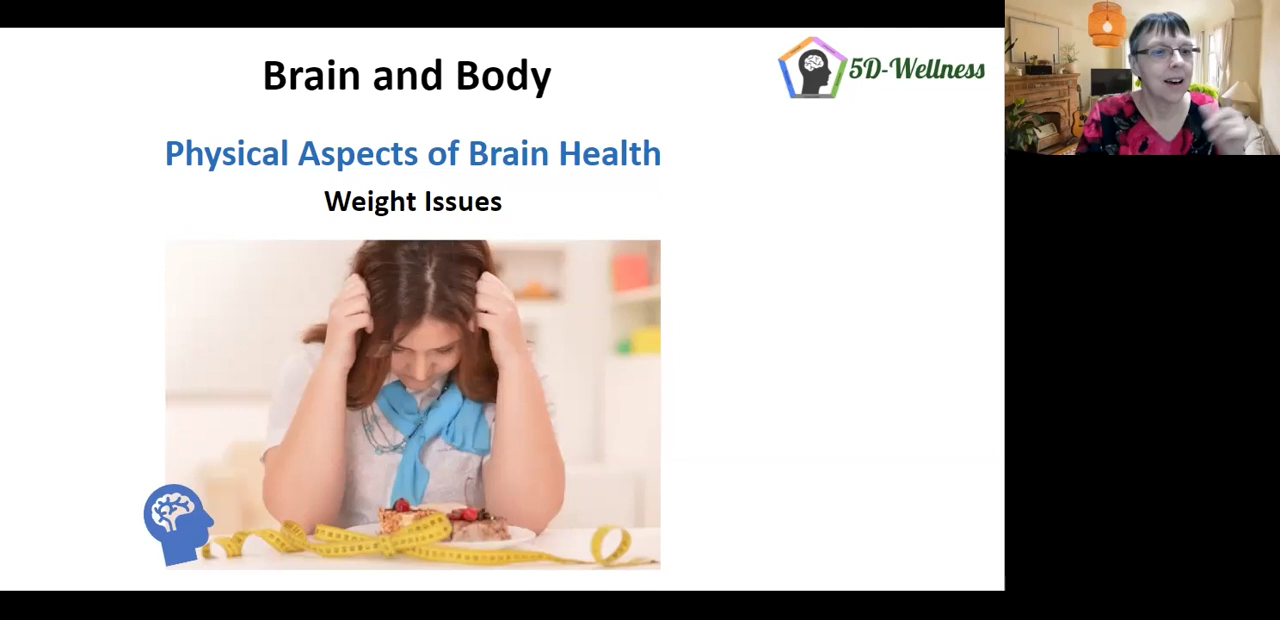 Brain and Body
5D-Wellness
Physical Aspects of Brain Health
Weight Issues